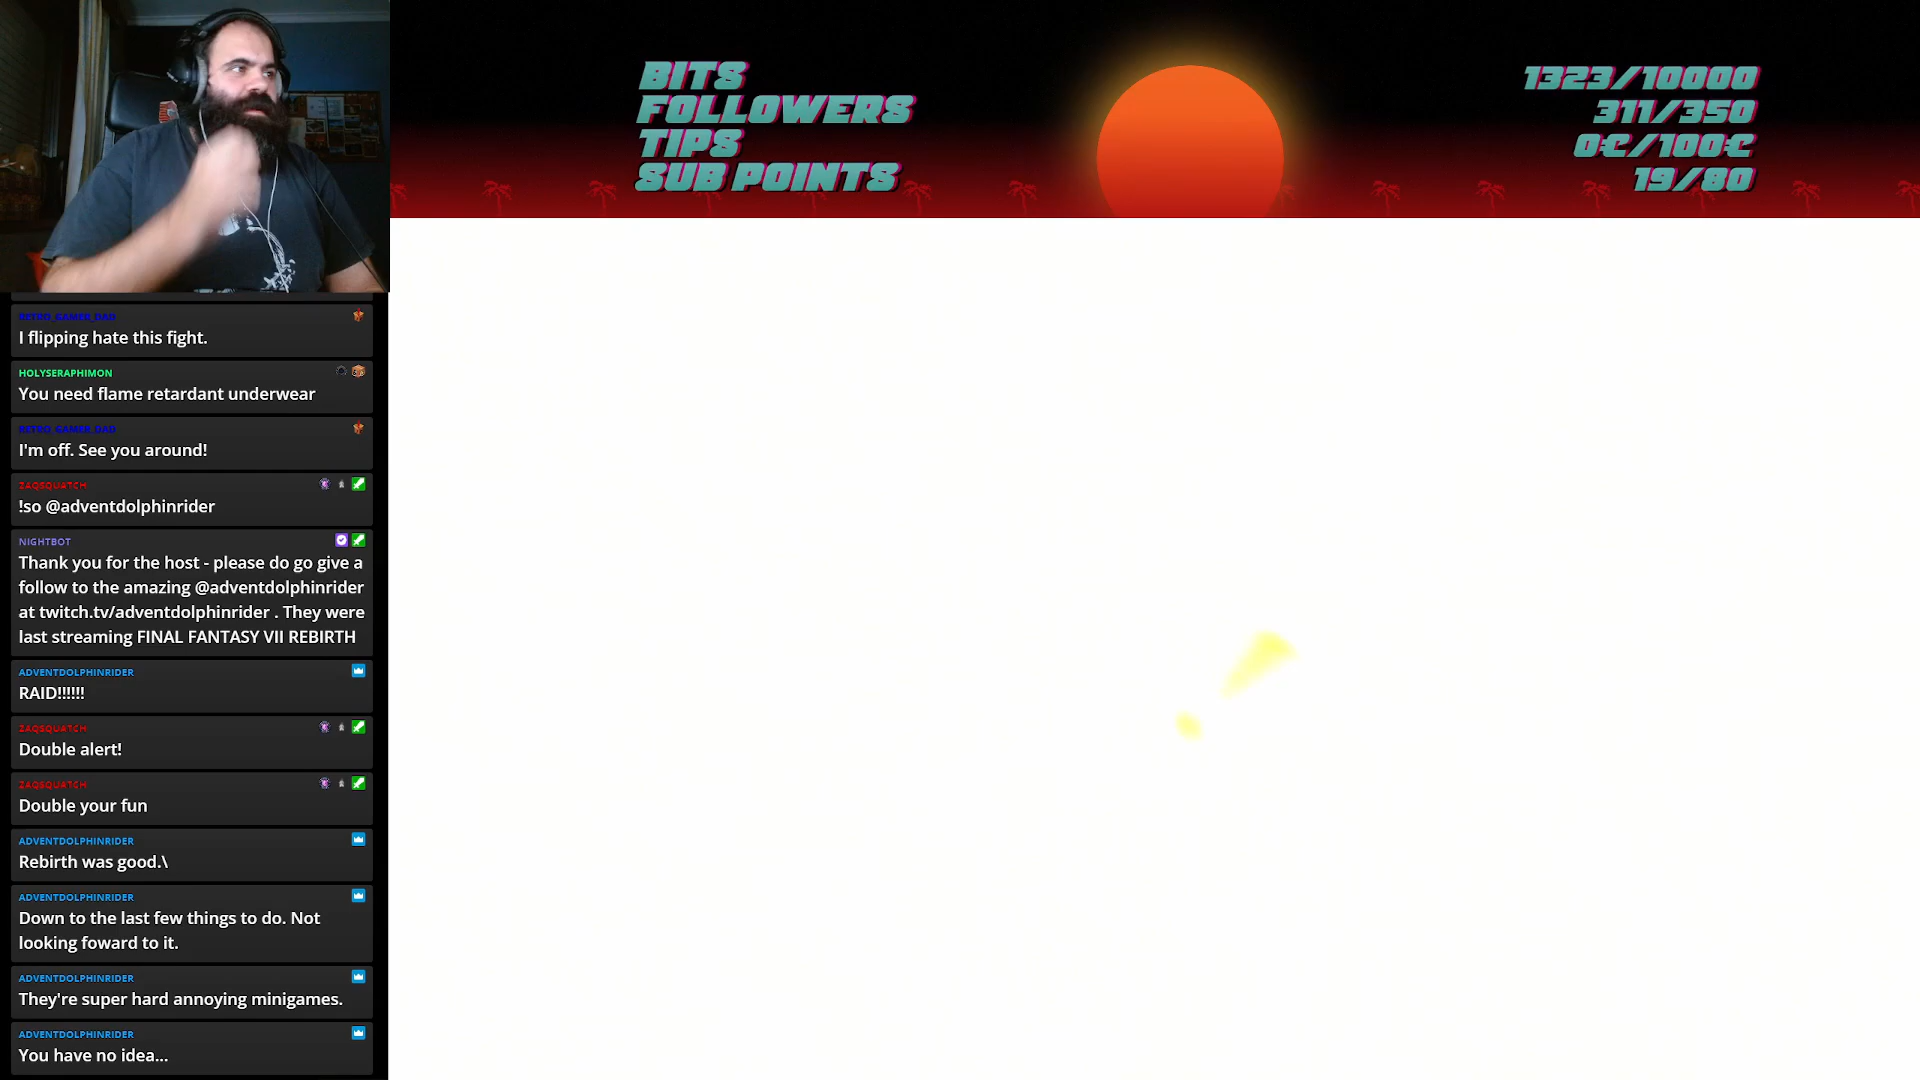 BITS
FOLLOWERS
TIPS
SUB POINTS
1323/10000
311/350
0€/100€
19/80
RETRO_GAMER_DAD
I flipping hate this fight.
HOLYSERAPHIMON
You need flame retardant underwear
RETRO_GAMER_DAD
I'm off. See you around!
ZAQSQUATCH
!so @adventdolphinrider
NIGHTBOT
Thank you for the host - please do go give a
follow to the amazing @adventdolphinrider
at twitch.tv/adventdolphinrider . They were
last streaming FINAL FANTASY VII REBIRTH
ADVENTDOLPHINRIDER
RAID!!!!!!
ZAQSQUATCH
Double alert!
ZAQSQUATCH
Double your fun
ADVENTDOLPHINRIDER
Rebirth was good.\
ADVENTDOLPHINRIDER
Down to the last few things to do. Not
looking foward to it.
ADVENTDOLPHINRIDER
They're super hard annoying minigames.
ADVENTDOLPHINRIDER
You have no idea...